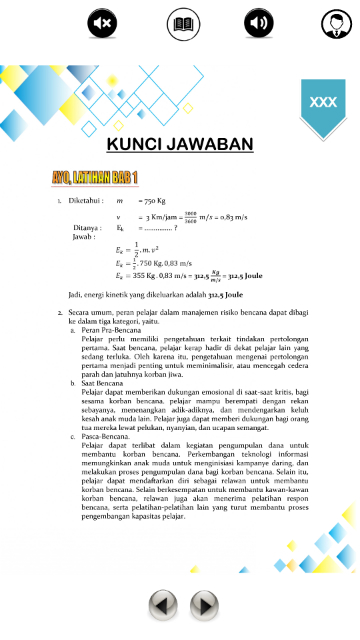 XXX
KUNCI JAWABAN
AYO, LATIHAN BAB 1
1. Diketahui : m = 750 Kg
v = 3 Km/jam = 3000/3600 m/s = 0,83 m/s
Ditanya : Eₖ = ............... ?
Jawab :
Eₖ = 1/2 . m. v²
Eₖ = 1/2 . 750 Kg. 0,83 m/s
Eₖ = 355 Kg . 0,83 m/s = 312,5 Kg/m/s = 312,5 Joule
Jadi, energi kinetik yang dikeluarkan adalah 312,5 Joule
2. Secara umum, peran pelajar dalam manajemen risiko bencana dapat dibagi
ke dalam tiga kategori, yaitu.
a. Peran Pra-Bencana
Pelajar perlu memiliki pengetahuan terkait tindakan pertolongan
pertama. Saat bencana, pelajar kerap hadir di dekat pelajar lain yang
sedang terluka. Oleh karena itu, pengetahuan mengenai pertolongan
pertama menjadi penting untuk meminimalisir, atau mencegah cedera
parah dan jatuhnya korban jiwa.
b. Saat Bencana
Pelajar dapat memberikan dukungan emosional di saat-saat kritis, bagi
sesama korban bencana, pelajar mampu berempati dengan rekan
sebayanya, menenangkan adik-adiknya, dan mendengarkan keluh
kesah anak muda lain. Pelajar juga dapat memberi dukungan bagi orang
tua mereka lewat pelukan, nyanyian, dan ucapan semangat.
c. Pasca-Bencana.
Pelajar dapat terlibat dalam kegiatan pengumpulan dana untuk
membantu korban bencana. Perkembangan teknologi informasi
memungkinkan anak muda untuk menginisiasi kampanye daring, dan
melakukan proses pengumpulan dana bagi korban bencana. Selain itu,
pelajar dapat mendaftarkan diri sebagai relawan untuk membantu
korban bencana. Selain berkesempatan untuk membantu kawan-kawan
korban bencana, relawan juga akan menerima pelatihan respon
bencana, serta pelatihan-pelatihan lain yang turut membantu proses
pengembangan kapasitas pelajar.